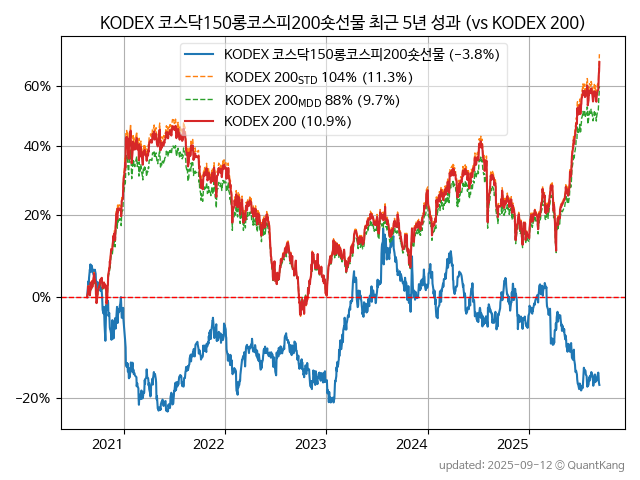 KODEX 코스닥150롱코스피200숏선물 최근 5년 성과 (vs KODEX 200)
KODEX 코스닥150롱코스피200숏선물 (−3.8%)
KODEX 200STD 104% (11.3%)
KODEX 200MDD 88% (9.7%)
KODEX 200 (10.9%)
60%
40%
20%
0%
−20%
2021 2022 2023 2024 2025
updated: 2025-09-12 © QuantKang